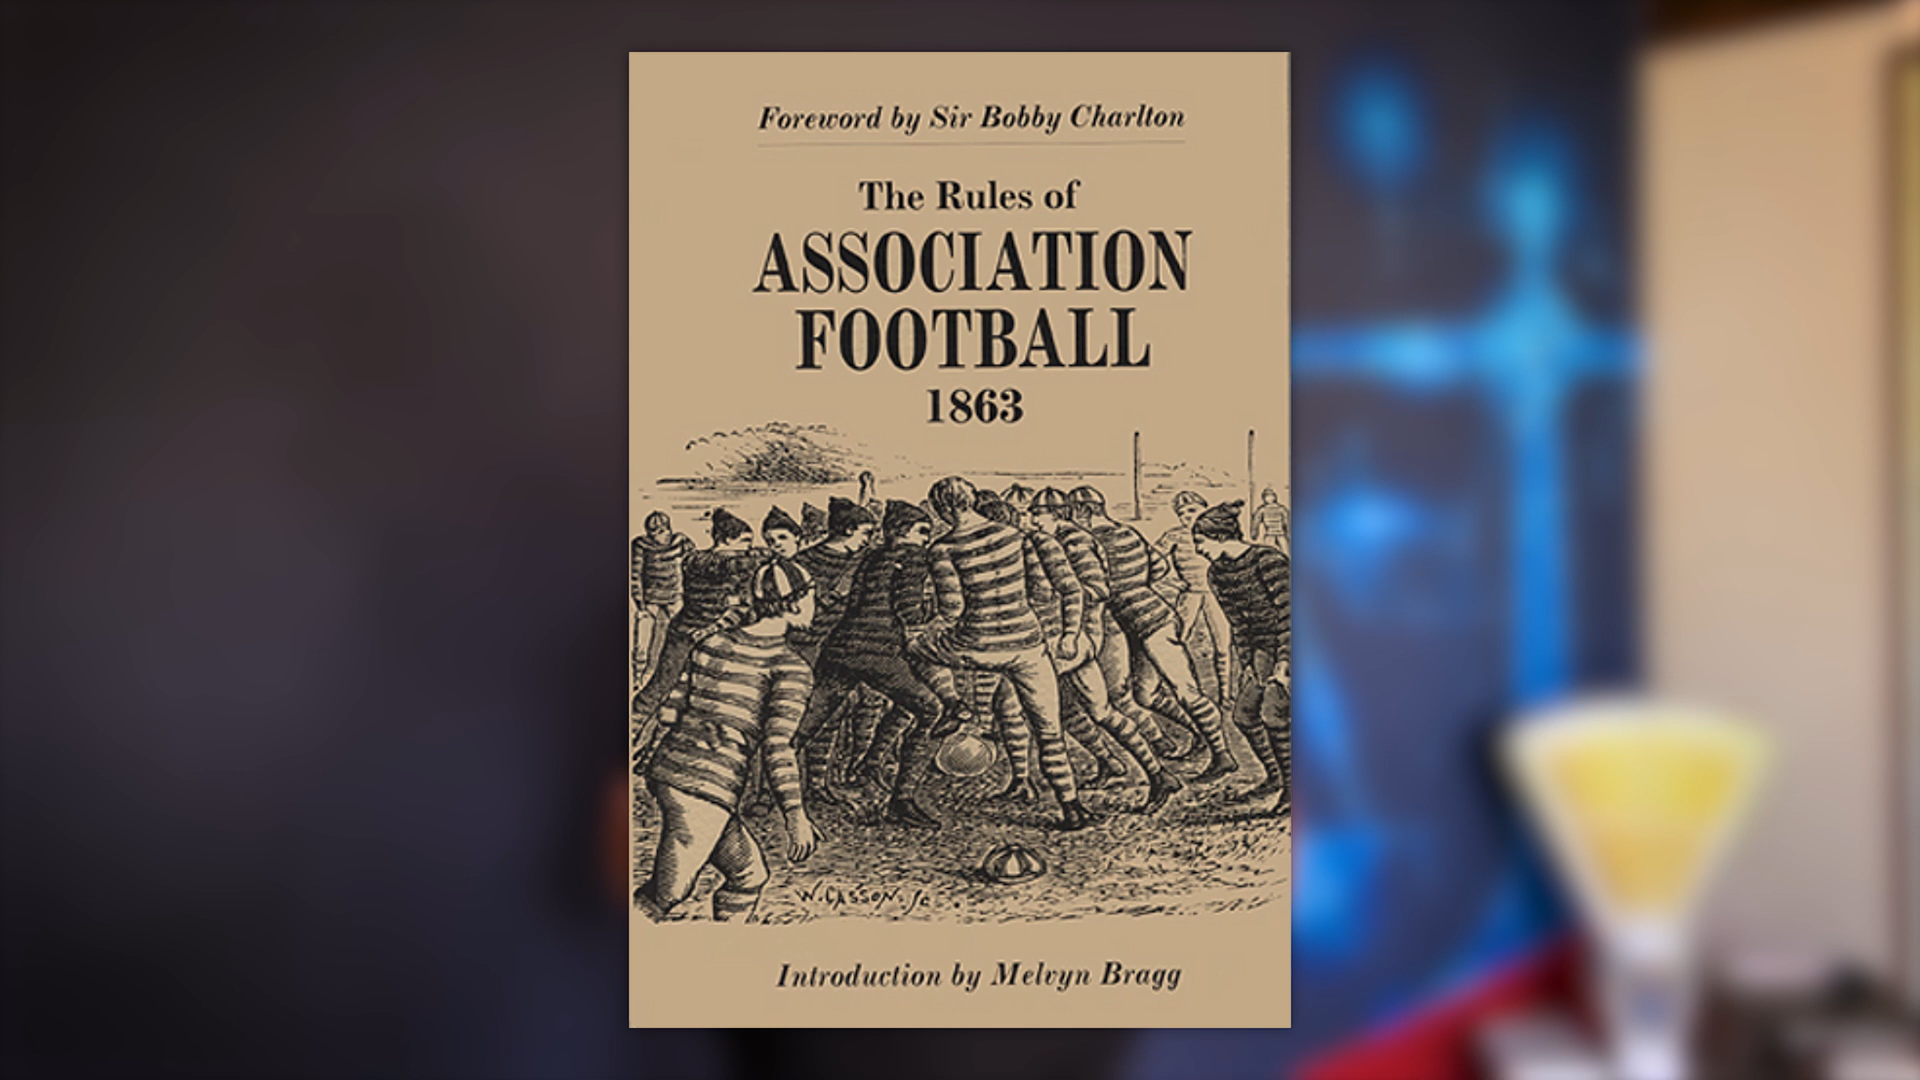 Foreword by Sir Bobby Charlton
The Rules of
ASSOCIATION
FOOTBALL
1863
W. CASSON. Sc
Introduction by Melvyn Bragg